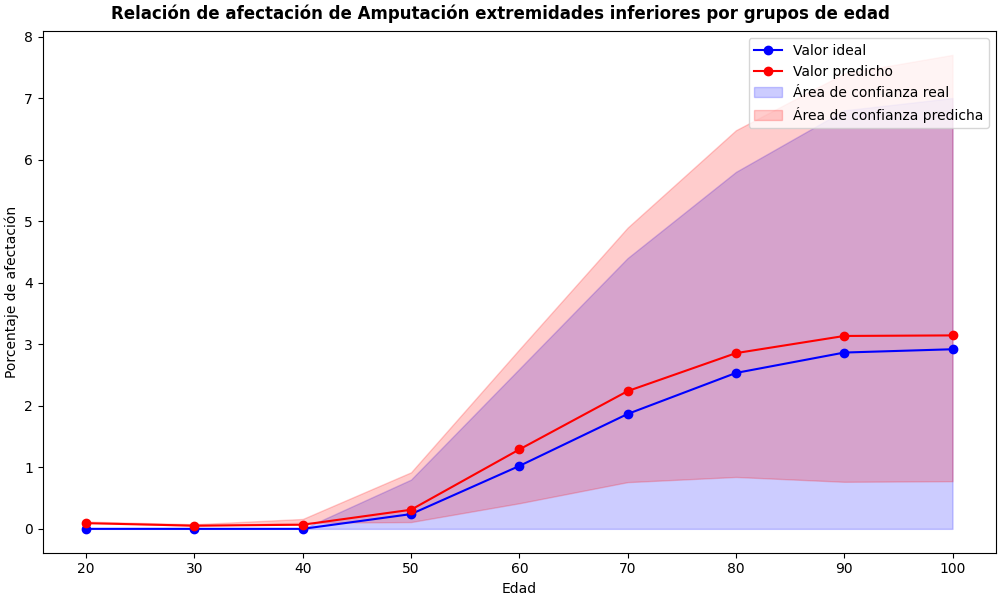 Relación de afectación de Amputación extremidades inferiores por grupos de edad
8
7
6
5
4
3
2
1
0
Porcentaje de afectación
Valor ideal
Valor predicho
Área de confianza real
Área de confianza predicha
20 30 40 50 60 70 80 90 100
Edad